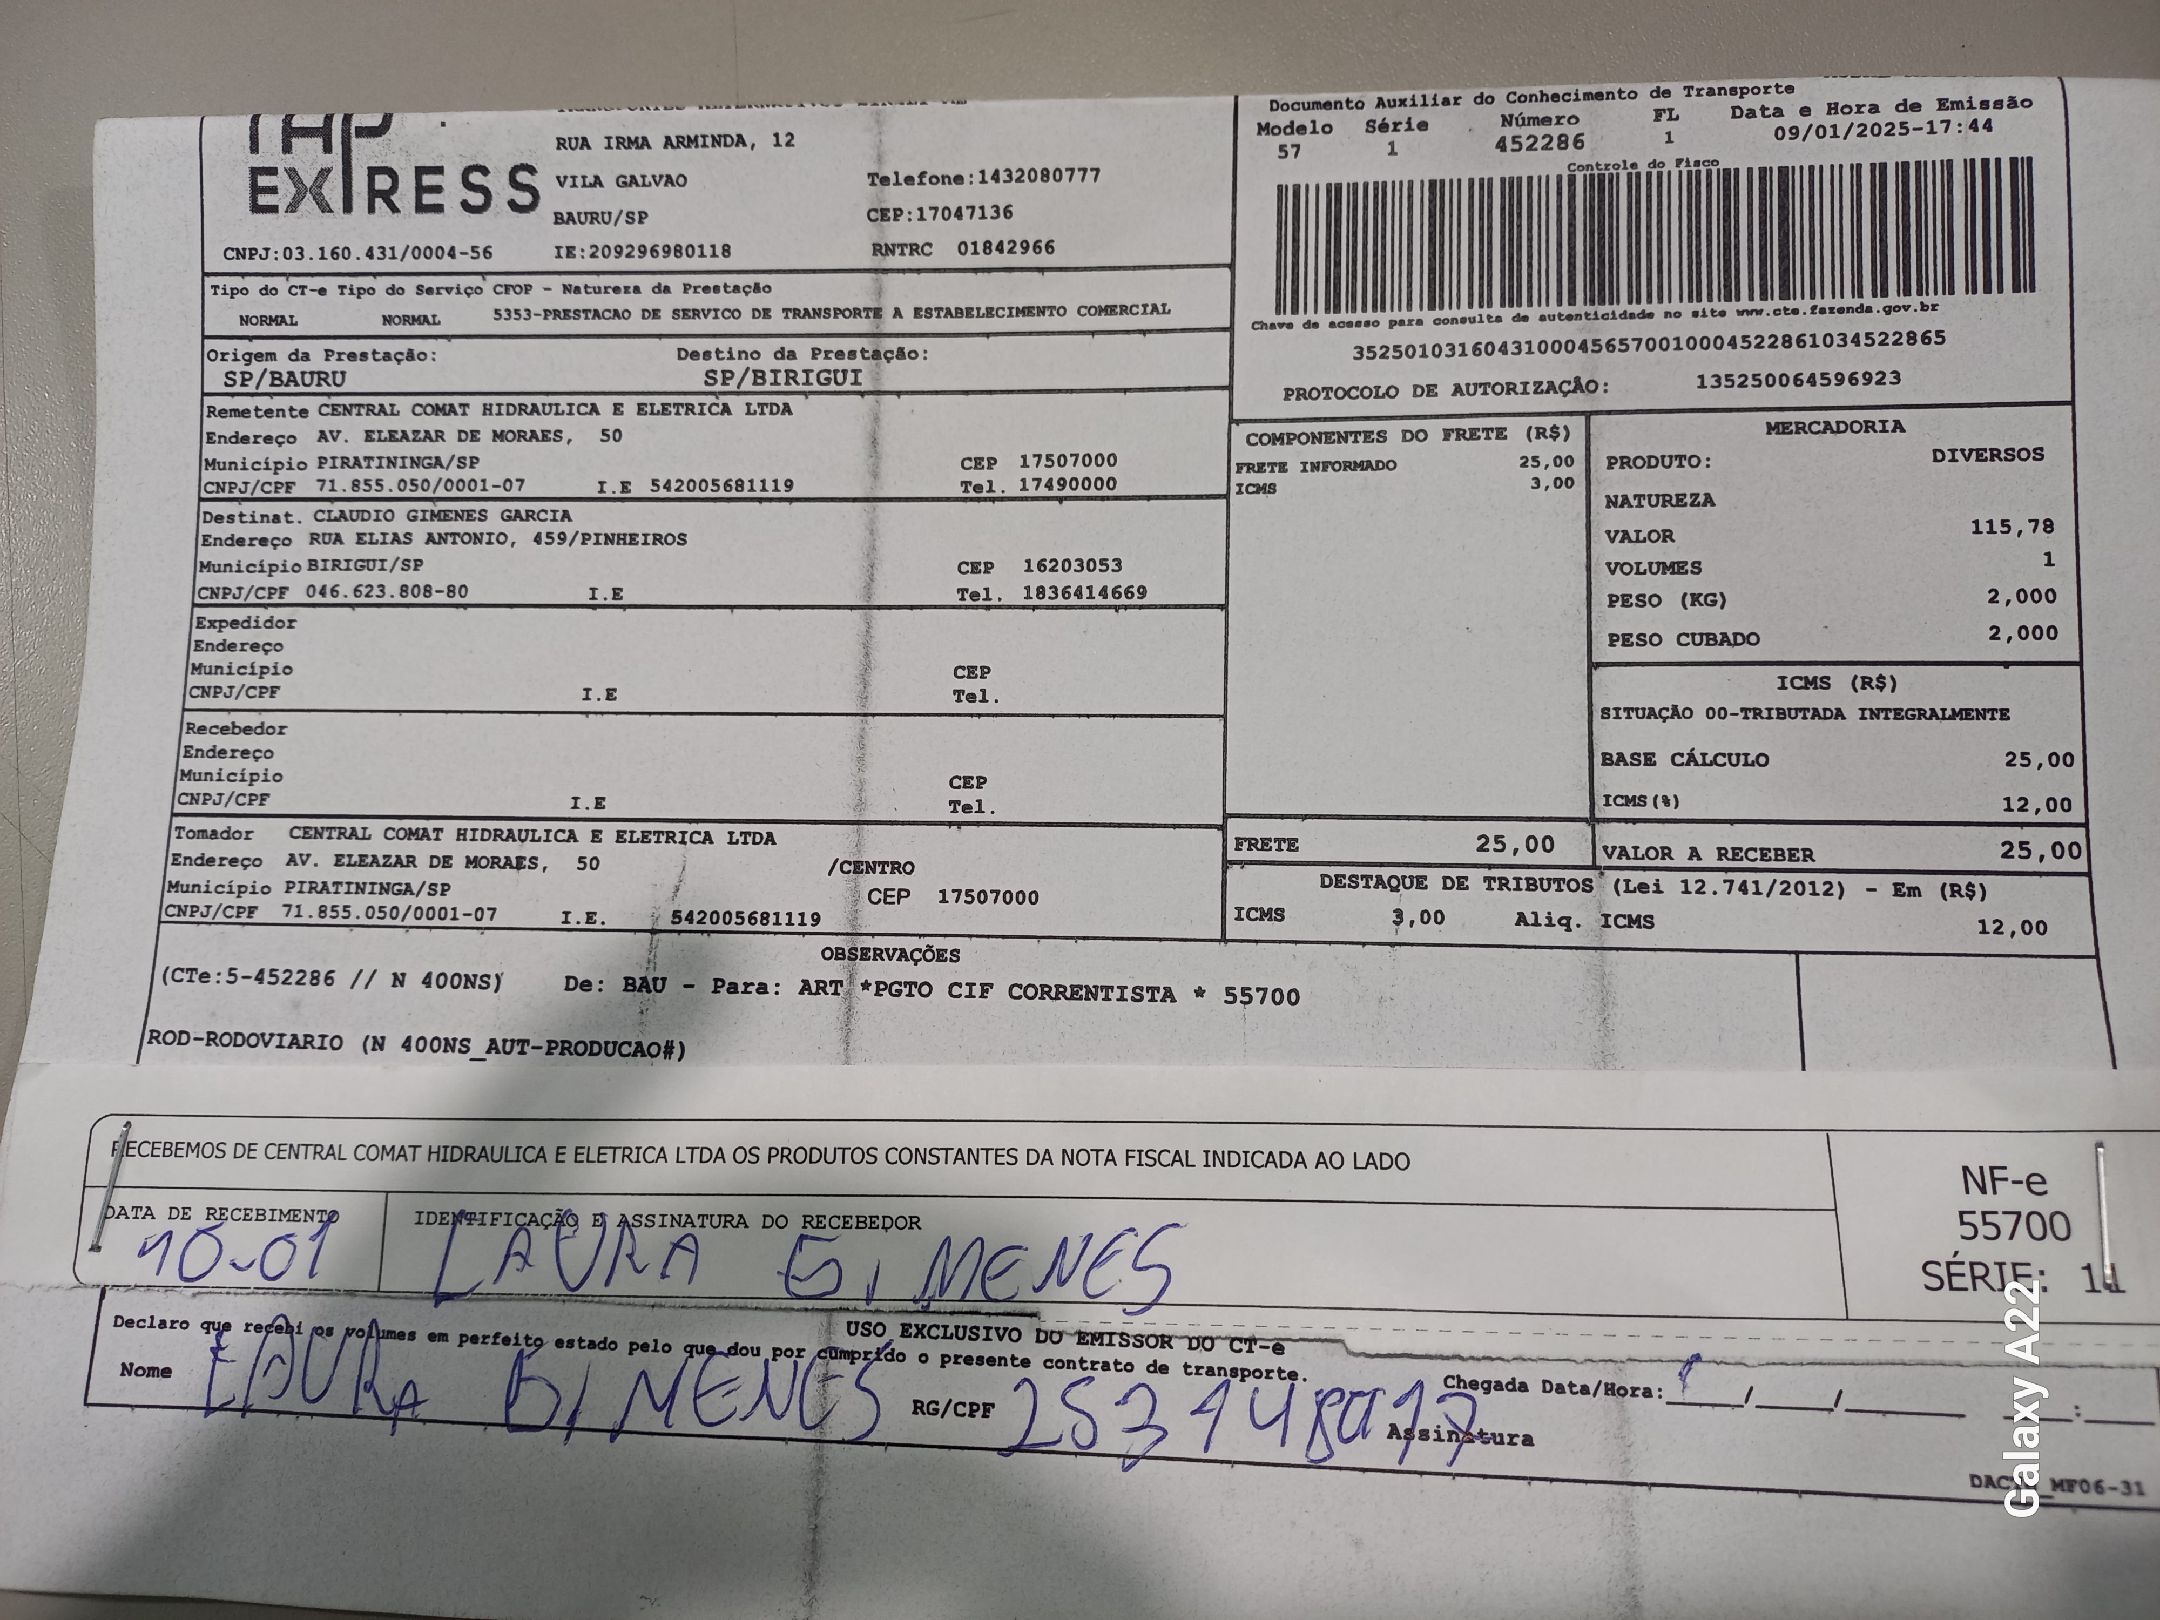 TAP
EXPRESS
RUA IRMA ARMINDA, 12
VILA GALVAO Telefone:1432080777
BAURU/SP CEP:17047136
CNPJ:03.160.431/0004-56 IE:209296980118 RNTRC 01842966
Documento Auxiliar do Conhecimento de Transporte
Modelo Série Número FL Data e Hora de Emissão
57 1 452286 1 09/01/2025-17:44
Controle do Fisco
Chave de acesso para consulta de autenticidade no site www.cte.fazenda.gov.br
35250103160431000456570010004522861034522865
PROTOCOLO DE AUTORIZAÇÃO: 135250064596923
Tipo do CT-e Tipo do Serviço CFOP - Natureza da Prestação
NORMAL NORMAL 5353-PRESTACAO DE SERVICO DE TRANSPORTE A ESTABELECIMENTO COMERCIAL
Origem da Prestação: Destino da Prestação:
SP/BAURU SP/BIRIGUI
Remetente CENTRAL COMAT HIDRAULICA E ELETRICA LTDA
Endereço AV. ELEAZAR DE MORAES, 50
Município PIRATININGA/SP CEP 17507000
CNPJ/CPF 71.855.050/0001-07 I.E 542005681119 Tel. 17490000
Destinat. CLAUDIO GIMENES GARCIA
Endereço RUA ELIAS ANTONIO, 459/PINHEIROS
Município BIRIGUI/SP CEP 16203053
CNPJ/CPF 046.623.808-80 I.E Tel. 1836414669
Expedidor
Endereço
Município CEP
CNPJ/CPF I.E Tel.
Recebedor
Endereço
Município CEP
CNPJ/CPF I.E Tel.
Tomador CENTRAL COMAT HIDRAULICA E ELETRICA LTDA
Endereço AV. ELEAZAR DE MORAES, 50 /CENTRO
Município PIRATININGA/SP CEP 17507000
CNPJ/CPF 71.855.050/0001-07 I.E. 542005681119
COMPONENTES DO FRETE (R$)
FRETE INFORMADO 25,00
ICMS 3,00
FRETE 25,00
MERCADORIA
PRODUTO: DIVERSOS
NATUREZA
VALOR 115,78
VOLUMES 1
PESO (KG) 2,000
PESO CUBADO 2,000
ICMS (R$)
SITUAÇÃO 00-TRIBUTADA INTEGRALMENTE
BASE CÁLCULO 25,00
ICMS(%) 12,00
VALOR A RECEBER 25,00
DESTAQUE DE TRIBUTOS (Lei 12.741/2012) - Em (R$)
ICMS 3,00 Aliq. ICMS 12,00
OBSERVAÇÕES
(CTe:5-452286 // N 400NS) De: BAU - Para: ART *PGTO CIF CORRENTISTA * 55700
ROD-RODOVIARIO (N 400NS_AUT-PRODUCAO#)
RECEBEMOS DE CENTRAL COMAT HIDRAULICA E ELETRICA LTDA OS PRODUTOS CONSTANTES DA NOTA FISCAL INDICADA AO LADO
DATA DE RECEBIMENTO IDENTIFICAÇÃO E ASSINATURA DO RECEBEDOR
10-01 LAURA GIMENES
NF-e
55700
SÉRIE: 11
USO EXCLUSIVO DO EMISSOR DO CT-e
Declaro que recebi os volumes em perfeito estado pelo que dou por cumprido o presente contrato de transporte.
Nome LAURA GIMENES RG/CPF Chegada Data/Hora: / / :
Assinatura
Galaxy A22